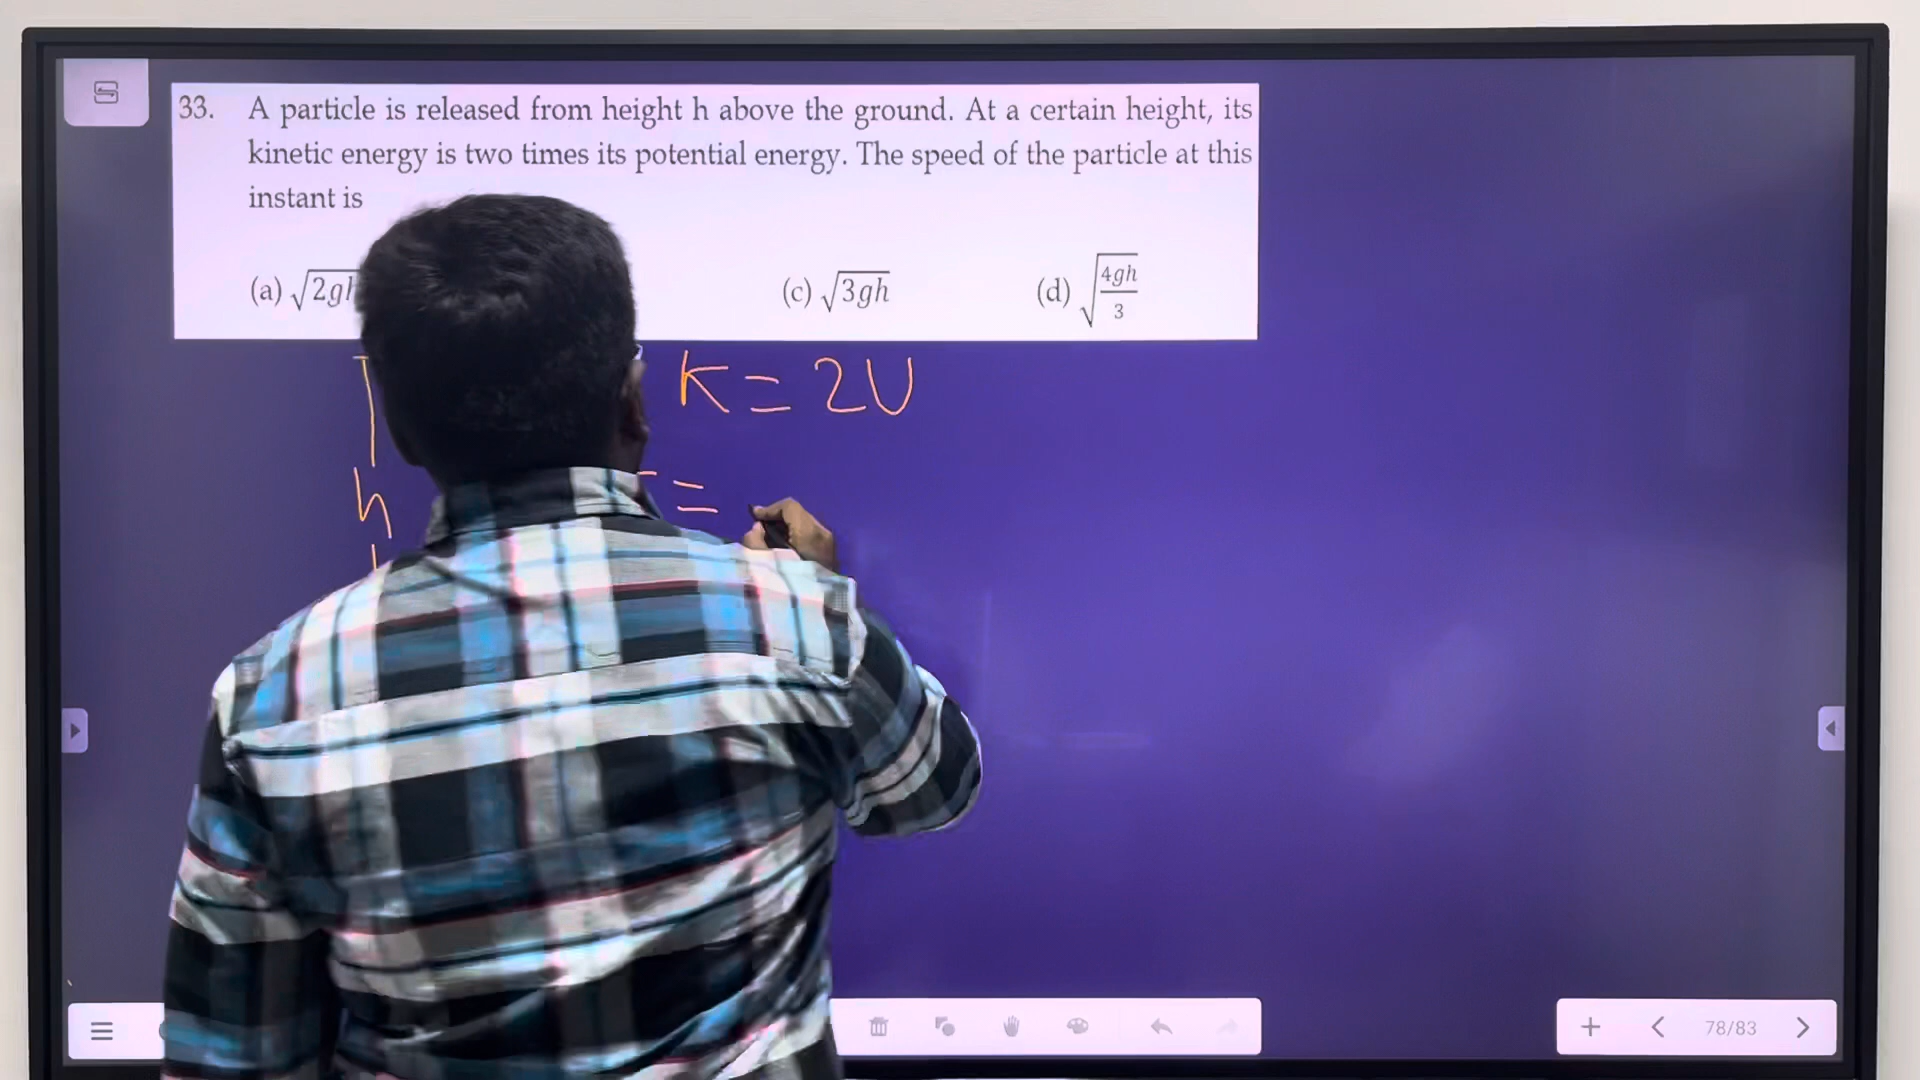 33. A particle is released from height h above the ground. At a certain height, its
kinetic energy is two times its potential energy. The speed of the particle at this
instant is
(a) √2gh (c) √3gh (d) √4gh/3
K = 2U
h =
78/83